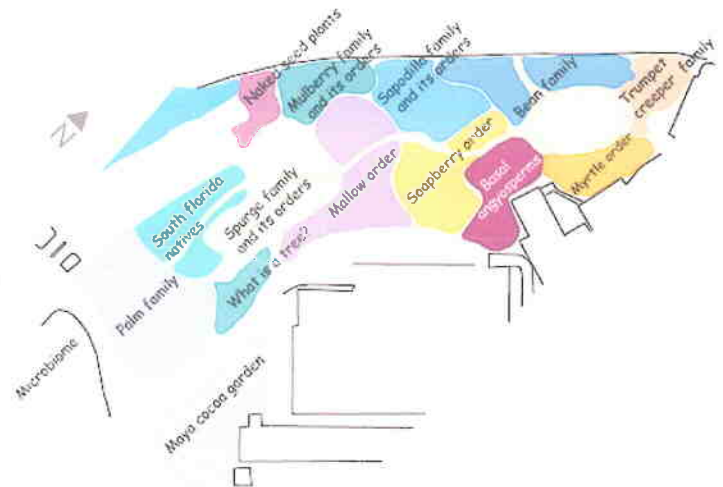 Naked seed plants
Mulberry family
and its orders
Sapodilla family
and its orders
Bean family
Trumpet
creeper family
Soapberry order
Myrtle order
Basal
angiosperms
Mallow order
Spurge family
and its orders
South florida
natives
What is a tree?
Palm family
Microbiome
Maya cocoa garden
N